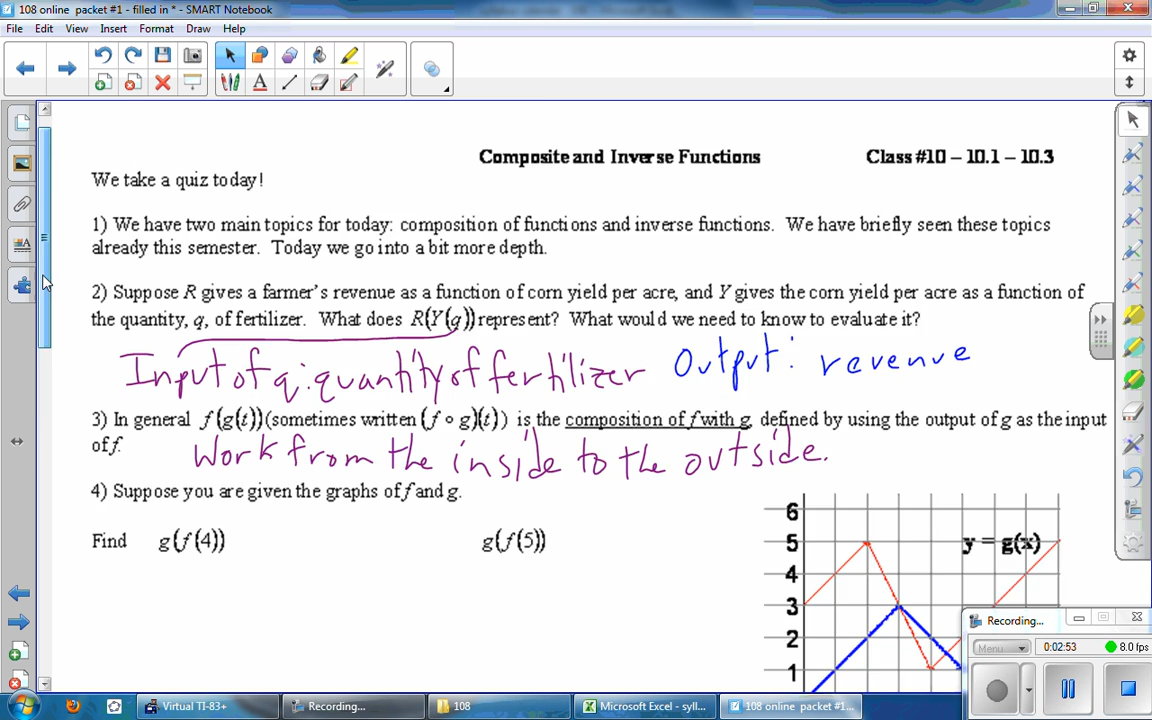 108 online packet #1 - filled in * - SMART Notebook
File Edit View Insert Format Draw Help
Composite and Inverse Functions Class #10 – 10.1 – 10.3
We take a quiz today!
1) We have two main topics for today: composition of functions and inverse functions. We have briefly seen these topics
already this semester. Today we go into a bit more depth.
2) Suppose R gives a farmer's revenue as a function of corn yield per acre, and Y gives the corn yield per acre as a function of
the quantity, q, of fertilizer. What does R(Y(q)) represent? What would we need to know to evaluate it?
Input of q: quantity of fertilizer Output: revenue
3) In general f(g(t)) (sometimes written (f ∘ g)(t)) is the composition of f with g, defined by using the output of g as the input
of f.
Work from the inside to the outside.
4) Suppose you are given the graphs of f and g.
Find g(f(4)) g(f(5))
6
5
y = g(x)
4
3
2
1
Recording...
Menu 0:02:53 8.0 fps
Virtual TI-83+ Recording... 108 Microsoft Excel - syll... 108 online packet #1...